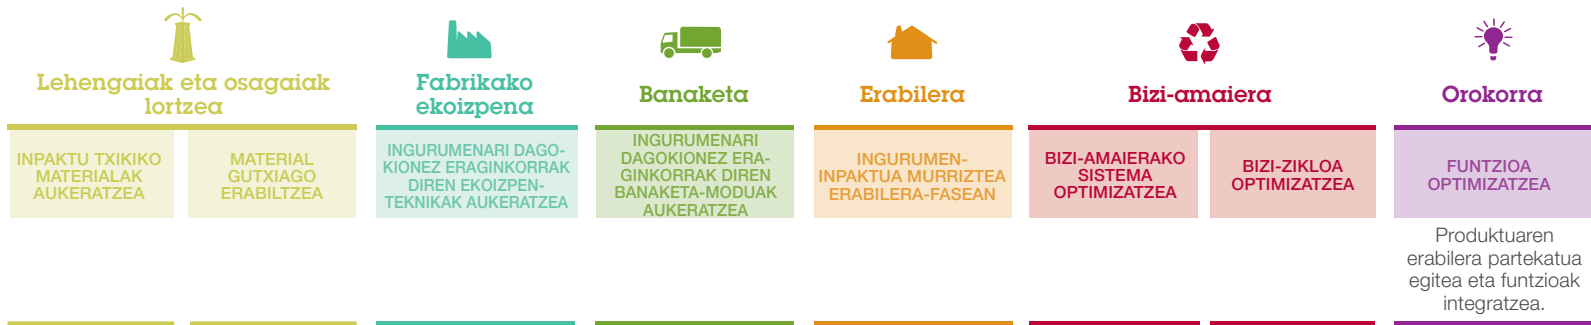 Lehengaiak eta osagaiak
lortzea
Fabrikako
ekoizpena
Banaketa
Erabilera
Bizi-amaiera
Orokorra
INPAKTU TXIKIKO
MATERIALAK
AUKERATZEA
MATERIAL
GUTXIAGO
ERABILTZEA
INGURUMENARI DAGO-
KIONEZ ERAGINKORRAK
DIREN EKOIZPEN-
TEKNIKAK AUKERATZEA
INGURUMENARI
DAGOKIONEZ ERA-
GINKORRAK DIREN
BANAKETA-MODUAK
AUKERATZEA
INGURUMEN-
INPAKTUA MURRIZTEA
ERABILERA-FASEAN
BIZI-AMAIERAKO
SISTEMA
OPTIMIZATZEA
BIZI-ZIKLOA
OPTIMIZATZEA
FUNTZIOA
OPTIMIZATZEA
Produktuaren
erabilera partekatua
egitea eta funtzioak
integratzea.